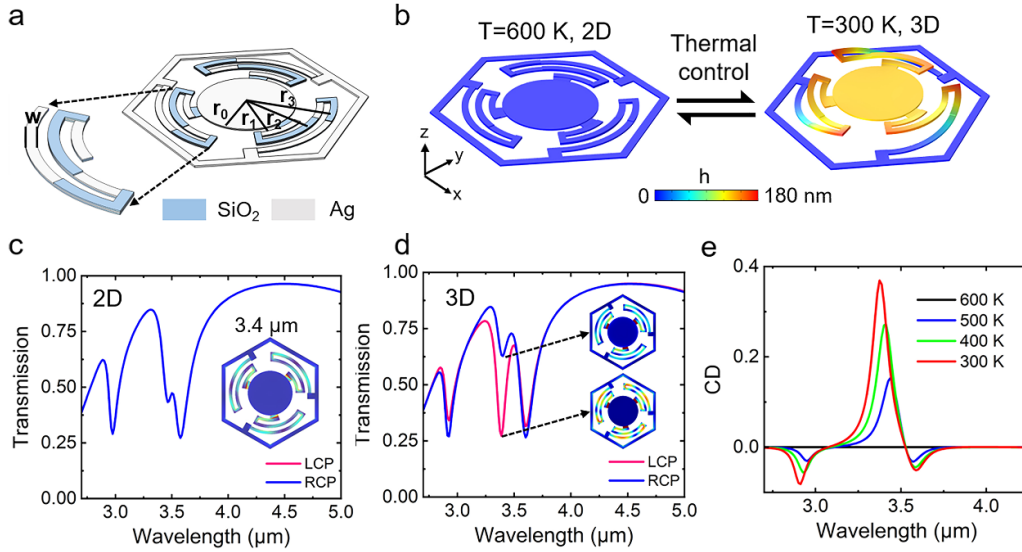 a
w
r₀
r₁
r₂
r₃
SiO₂
Ag
b
T=600 K, 2D
Thermal
control
T=300 K, 3D
z
y
x
h
0
180 nm
c
2D
3.4 μm
Transmission
1.00
0.75
0.50
0.25
0.00
LCP
RCP
3.0 3.5 4.0 4.5 5.0
Wavelength (μm)
d
3D
Transmission
1.00
0.75
0.50
0.25
0.00
LCP
RCP
3.0 3.5 4.0 4.5 5.0
Wavelength (μm)
e
CD
0.4
0.2
0.0
600 K
500 K
400 K
300 K
3.0 3.5 4.0
Wavelength (μm)